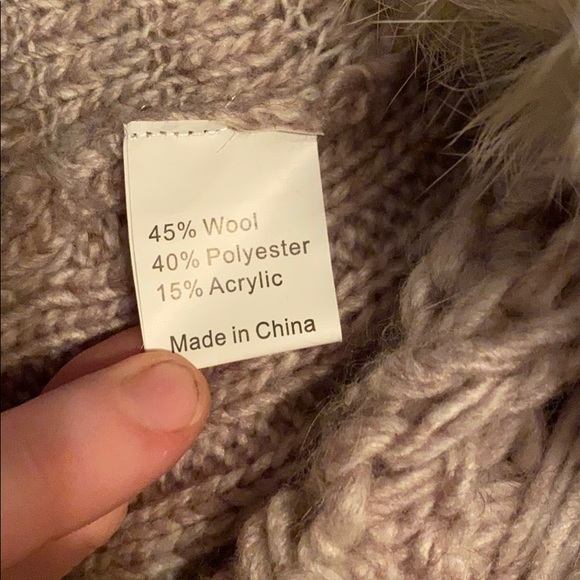 45% Wool
40% Polyester
15% Acrylic
Made in China